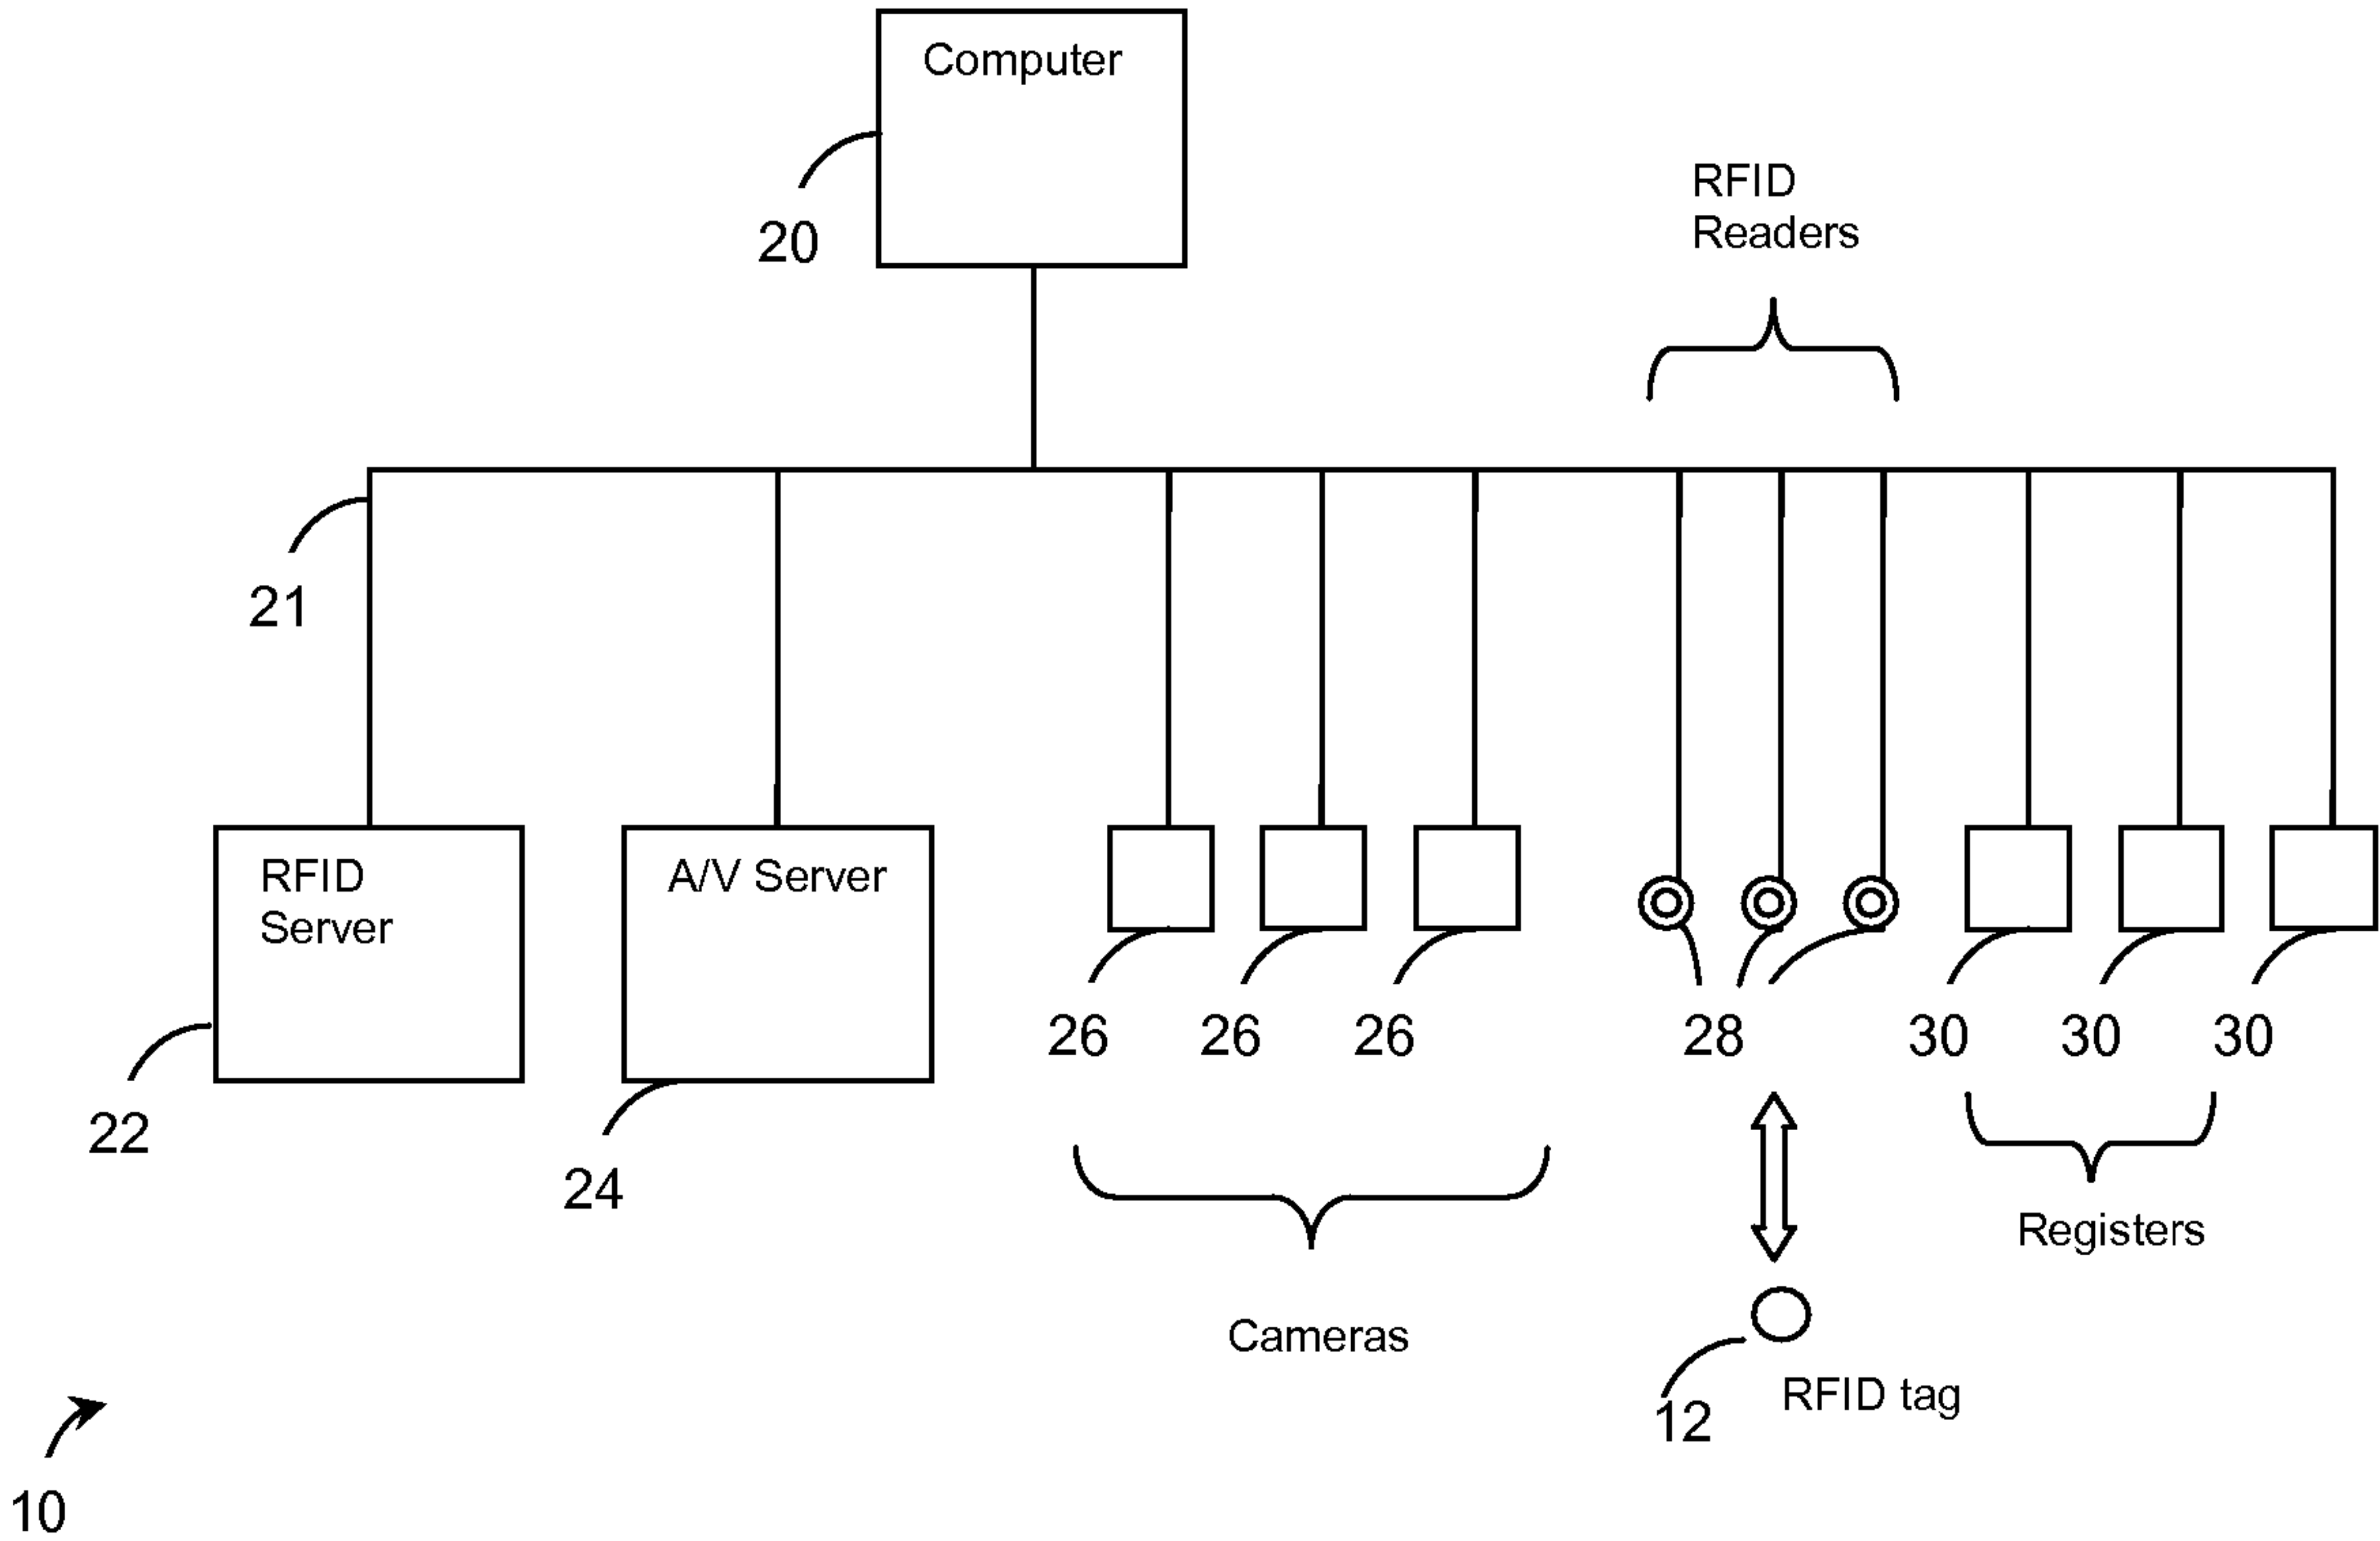 Computer
20
RFID
Readers
21
RFID
Server
A/V Server
22
24
26 26 26 28 30 30 30
Cameras
Registers
12
RFID tag
10